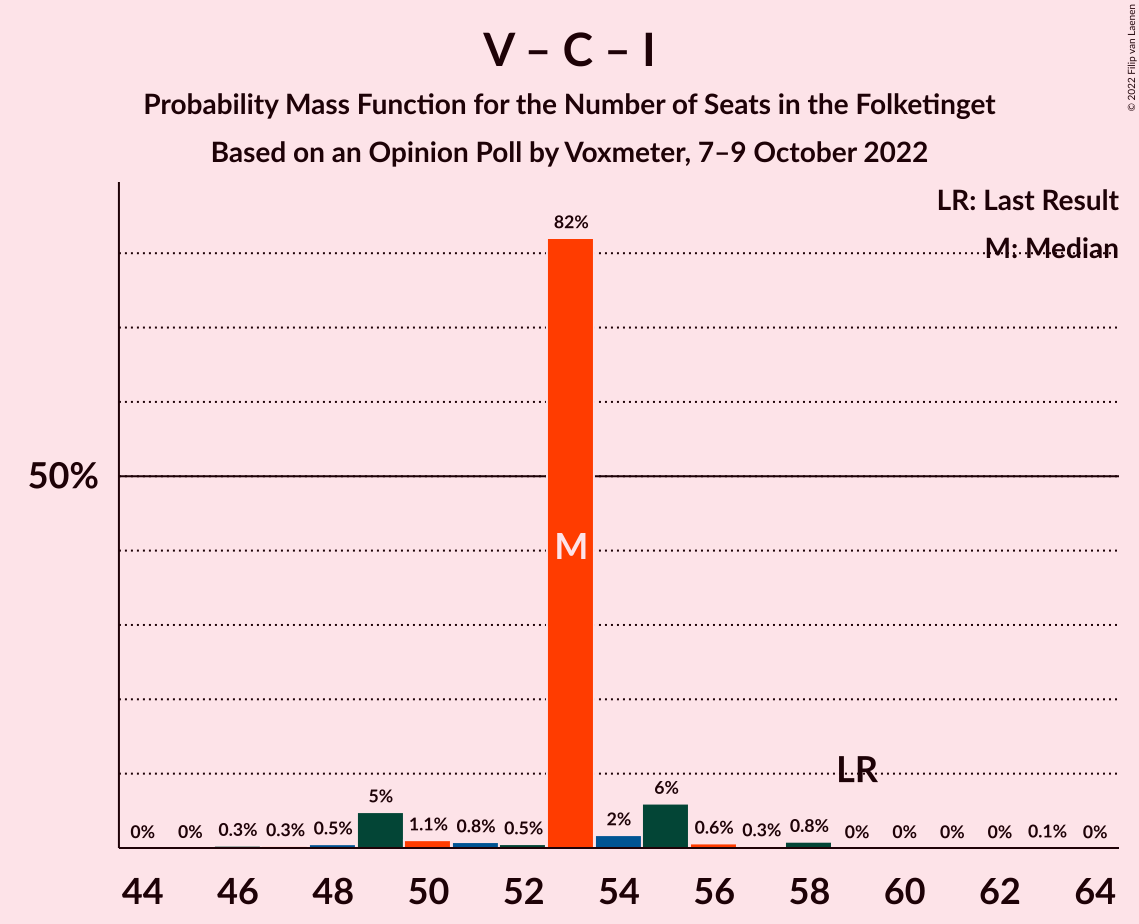 V – C – I
Probability Mass Function for the Number of Seats in the Folketinget
Based on an Opinion Poll by Voxmeter, 7–9 October 2022
© 2022 Filip van Laenen
LR: Last Result
M: Median
82%
50%
M
LR
0% 0% 0.3% 0.3% 0.5% 5% 1.1% 0.8% 0.5% 2% 6% 0.6% 0.3% 0.8% 0% 0% 0% 0% 0.1% 0%
44 46 48 50 52 54 56 58 60 62 64